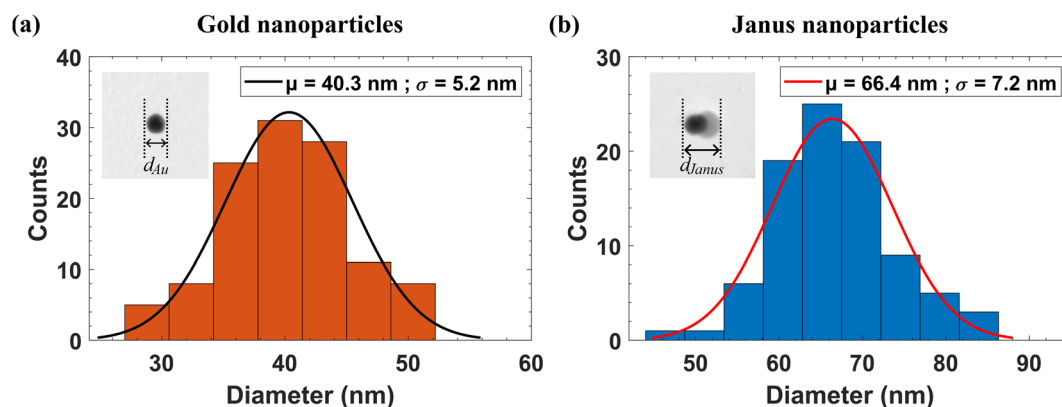 (a) Gold nanoparticles
40
30
20
10
0
Counts
μ = 40.3 nm ; σ = 5.2 nm
dAu
30 40 50 60
Diameter (nm)
(b) Janus nanoparticles
30
20
10
0
Counts
μ = 66.4 nm ; σ = 7.2 nm
dJanus
50 60 70 80 90
Diameter (nm)